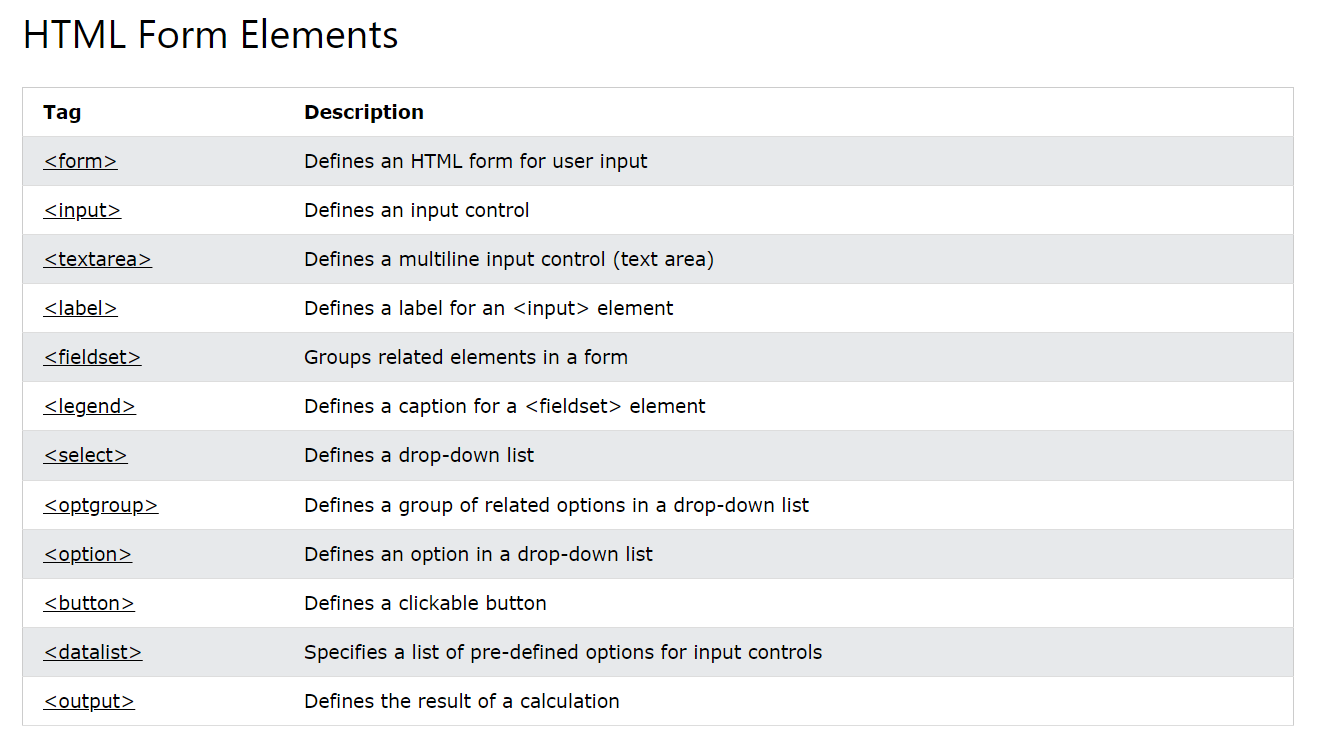 HTML Form Elements
Tag Description
<form> Defines an HTML form for user input
<input> Defines an input control
<textarea> Defines a multiline input control (text area)
<label> Defines a label for an <input> element
<fieldset> Groups related elements in a form
<legend> Defines a caption for a <fieldset> element
<select> Defines a drop-down list
<optgroup> Defines a group of related options in a drop-down list
<option> Defines an option in a drop-down list
<button> Defines a clickable button
<datalist> Specifies a list of pre-defined options for input controls
<output> Defines the result of a calculation